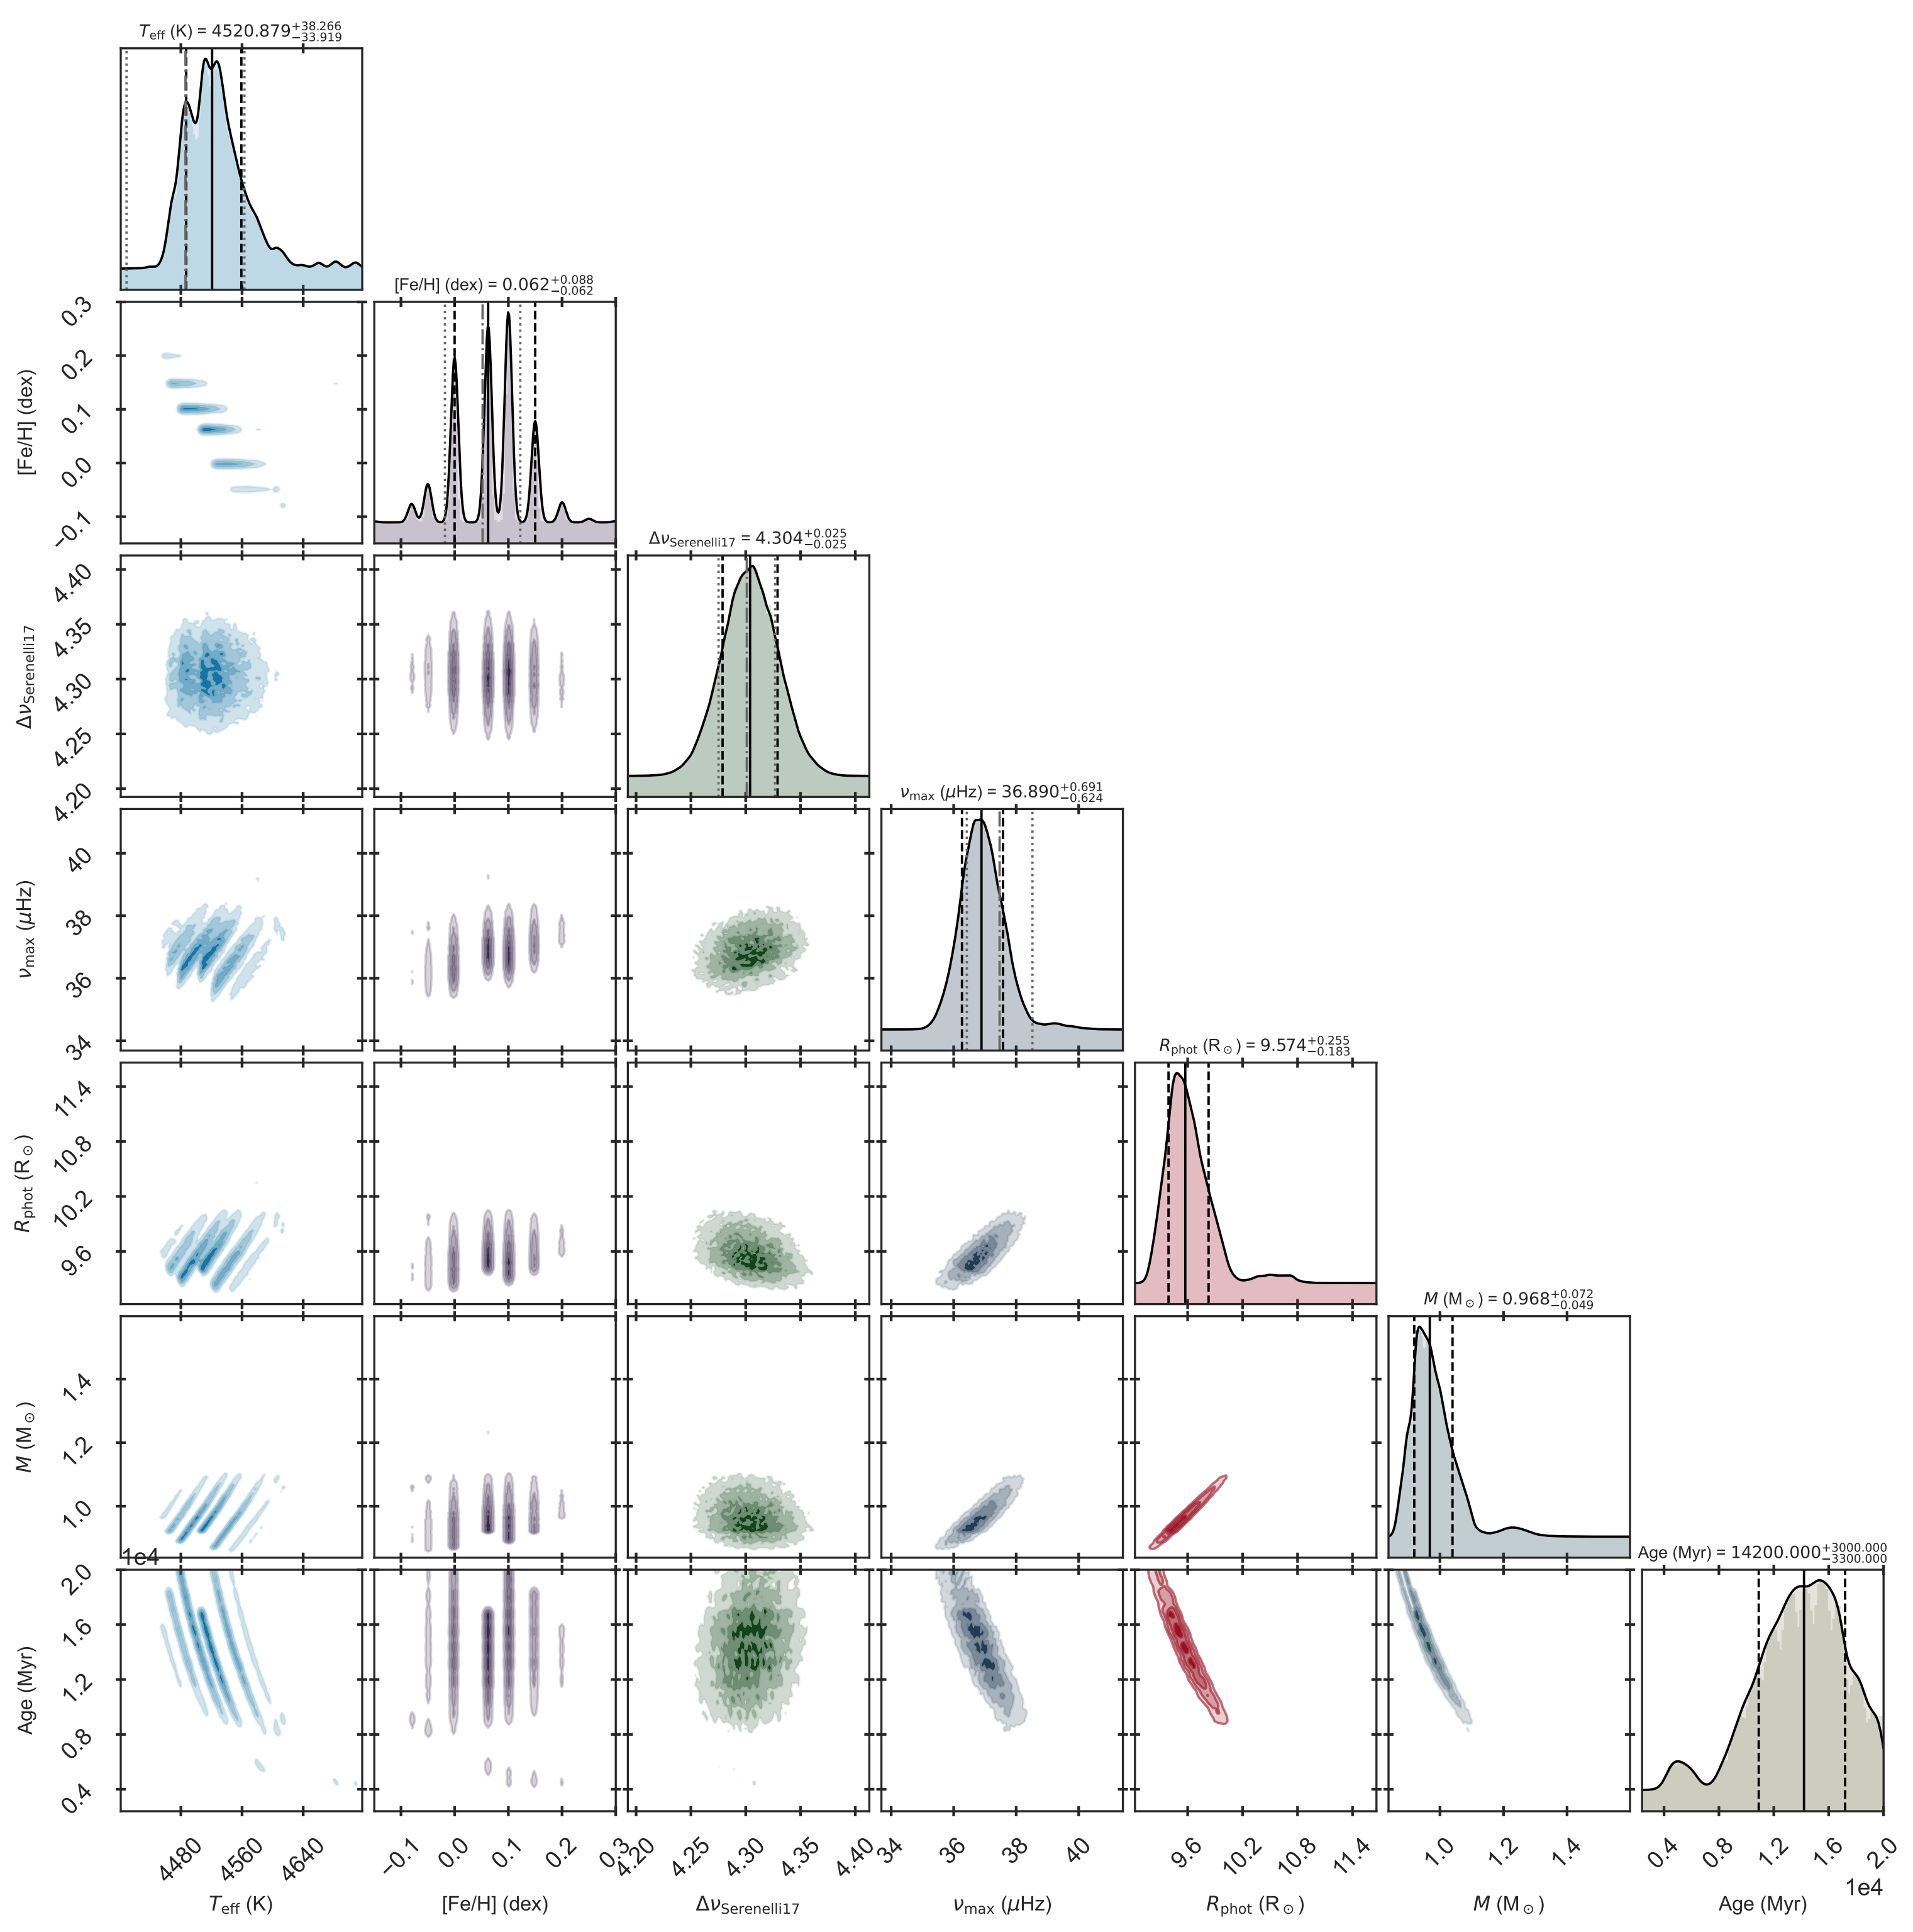 T_eff (K) = 4520.879 +38.266 −33.919
[Fe/H] (dex) = 0.062 +0.088 −0.062
0.3
0.2
0.1
0.0
−0.1
[Fe/H] (dex)
Δν_Serenelli17 = 4.304 +0.025 −0.025
4.40
4.35
4.30
4.25
4.20
Δν_Serenelli17
ν_max (μHz) = 36.890 +0.691 −0.624
40
38
36
34
ν_max (μHz)
R_phot (R⊙) = 9.574 +0.255 −0.183
11.4
10.8
10.2
9.6
R_phot (R⊙)
M (M⊙) = 0.968 +0.072 −0.049
1.4
1.2
1.0
M (M⊙)
Age (Myr) = 14200.000 +3000.000 −3300.000
1e4
2.0
1.6
1.2
0.8
0.4
Age (Myr)
4480 4560 4640
−0.1 0.0 0.1 0.2 0.3
4.20 4.25 4.30 4.35 4.40
34 36 38 40
9.6 10.2 10.8 11.4
1.0 1.2 1.4
0.4 0.8 1.2 1.6 2.0
1e4
T_eff (K)
[Fe/H] (dex)
Δν_Serenelli17
ν_max (μHz)
R_phot (R⊙)
M (M⊙)
Age (Myr)